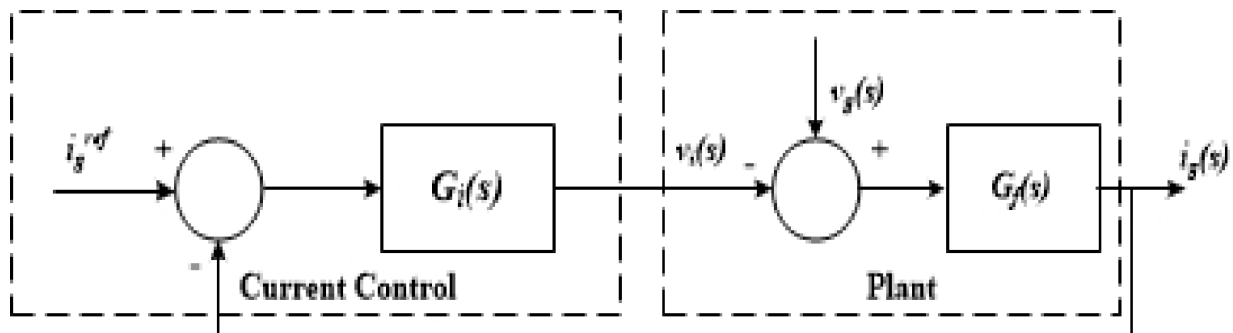 i_g^ref
+
-
G_i(s)
Current Control
v_i(s)
-
v_g(s)
+
G_f(s)
i_g(s)
Plant